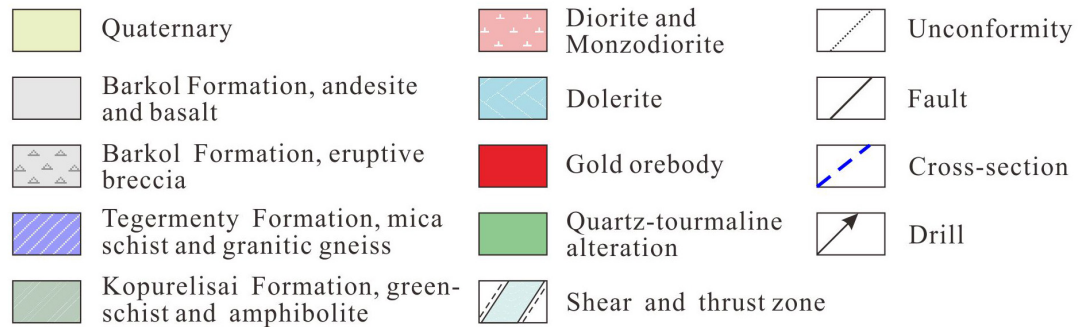 Quaternary
Barkol Formation, andesite
and basalt
Barkol Formation, eruptive
breccia
Tegermenty Formation, mica
schist and granitic gneiss
Kopurelisai Formation, green-
schist and amphibolite
Diorite and
Monzodiorite
Dolerite
Gold orebody
Quartz-tourmaline
alteration
Shear and thrust zone
Unconformity
Fault
Cross-section
Drill